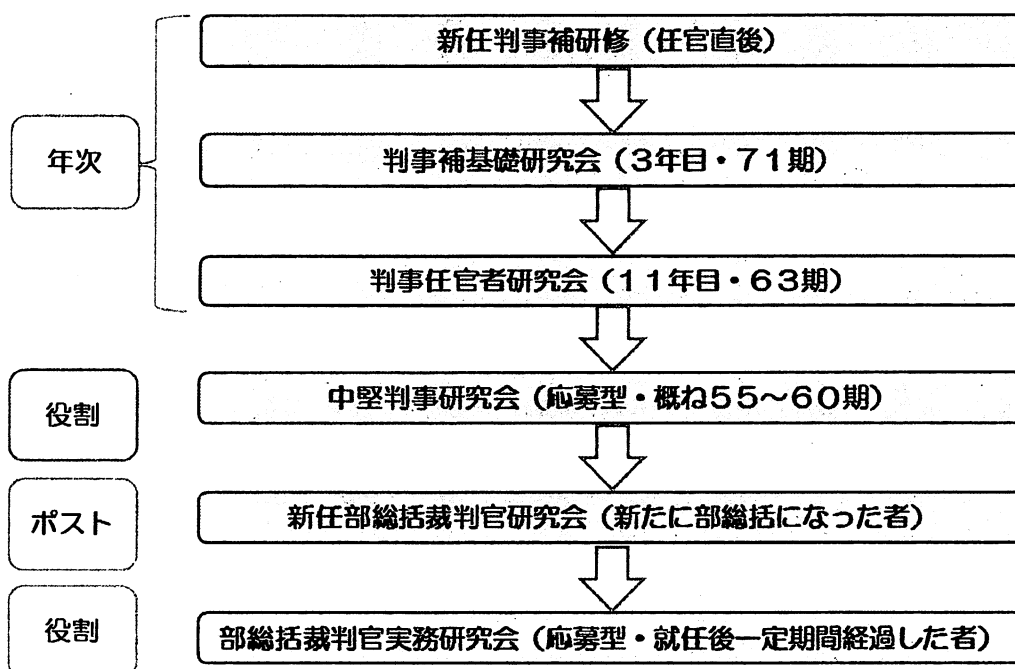 新任判事補研修（任官直後）
年次
判事補基礎研究会（３年目・７１期）
判事任官者研究会（１１年目・６３期）
役割
中堅判事研究会（応募型・概ね５５～６０期）
ポスト
新任部総括裁判官研究会（新たに部総括になった者）
役割
部総括裁判官実務研究会（応募型・就任後一定期間経過した者）